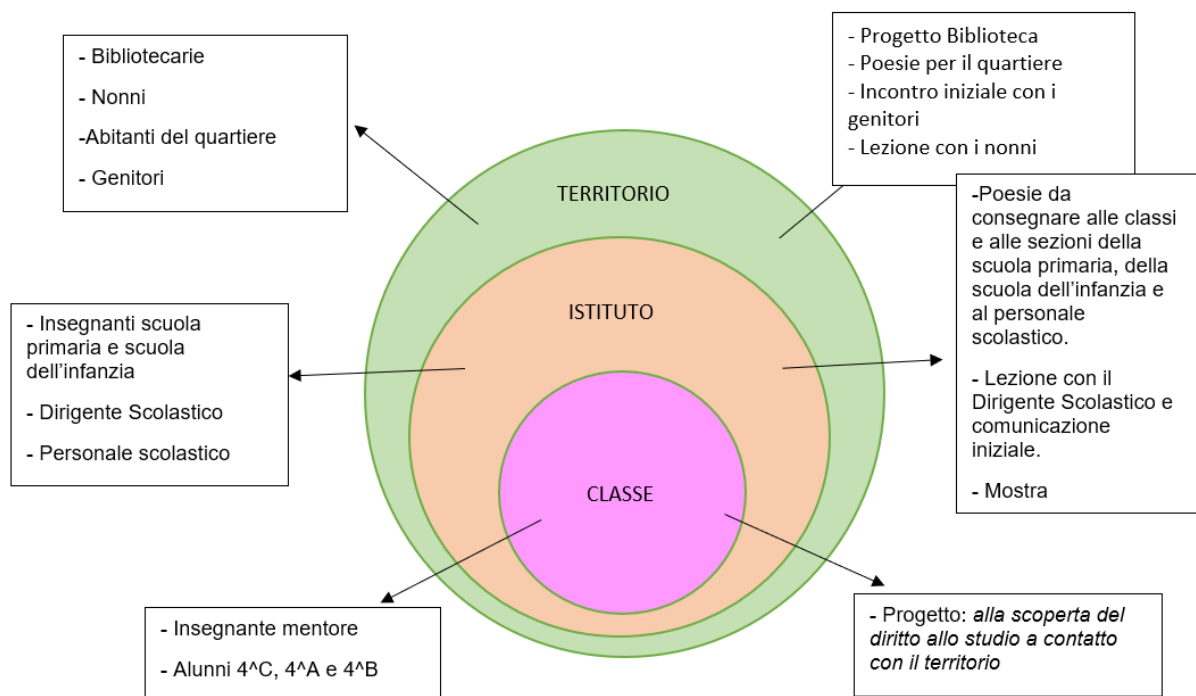 - Bibliotecarie
- Nonni
-Abitanti del quartiere
- Genitori
- Progetto Biblioteca
- Poesie per il quartiere
- Incontro iniziale con i
genitori
- Lezione con i nonni
TERRITORIO
-Poesie da
consegnare alle classi
e alle sezioni della
scuola primaria, della
scuola dell’infanzia e
al personale
scolastico.
- Lezione con il
Dirigente Scolastico e
comunicazione
iniziale.
- Mostra
ISTITUTO
- Insegnanti scuola
primaria e scuola
dell’infanzia
- Dirigente Scolastico
- Personale scolastico
CLASSE
- Insegnante mentore
- Alunni 4^C, 4^A e 4^B
- Progetto: alla scoperta del
diritto allo studio a contatto
con il territorio